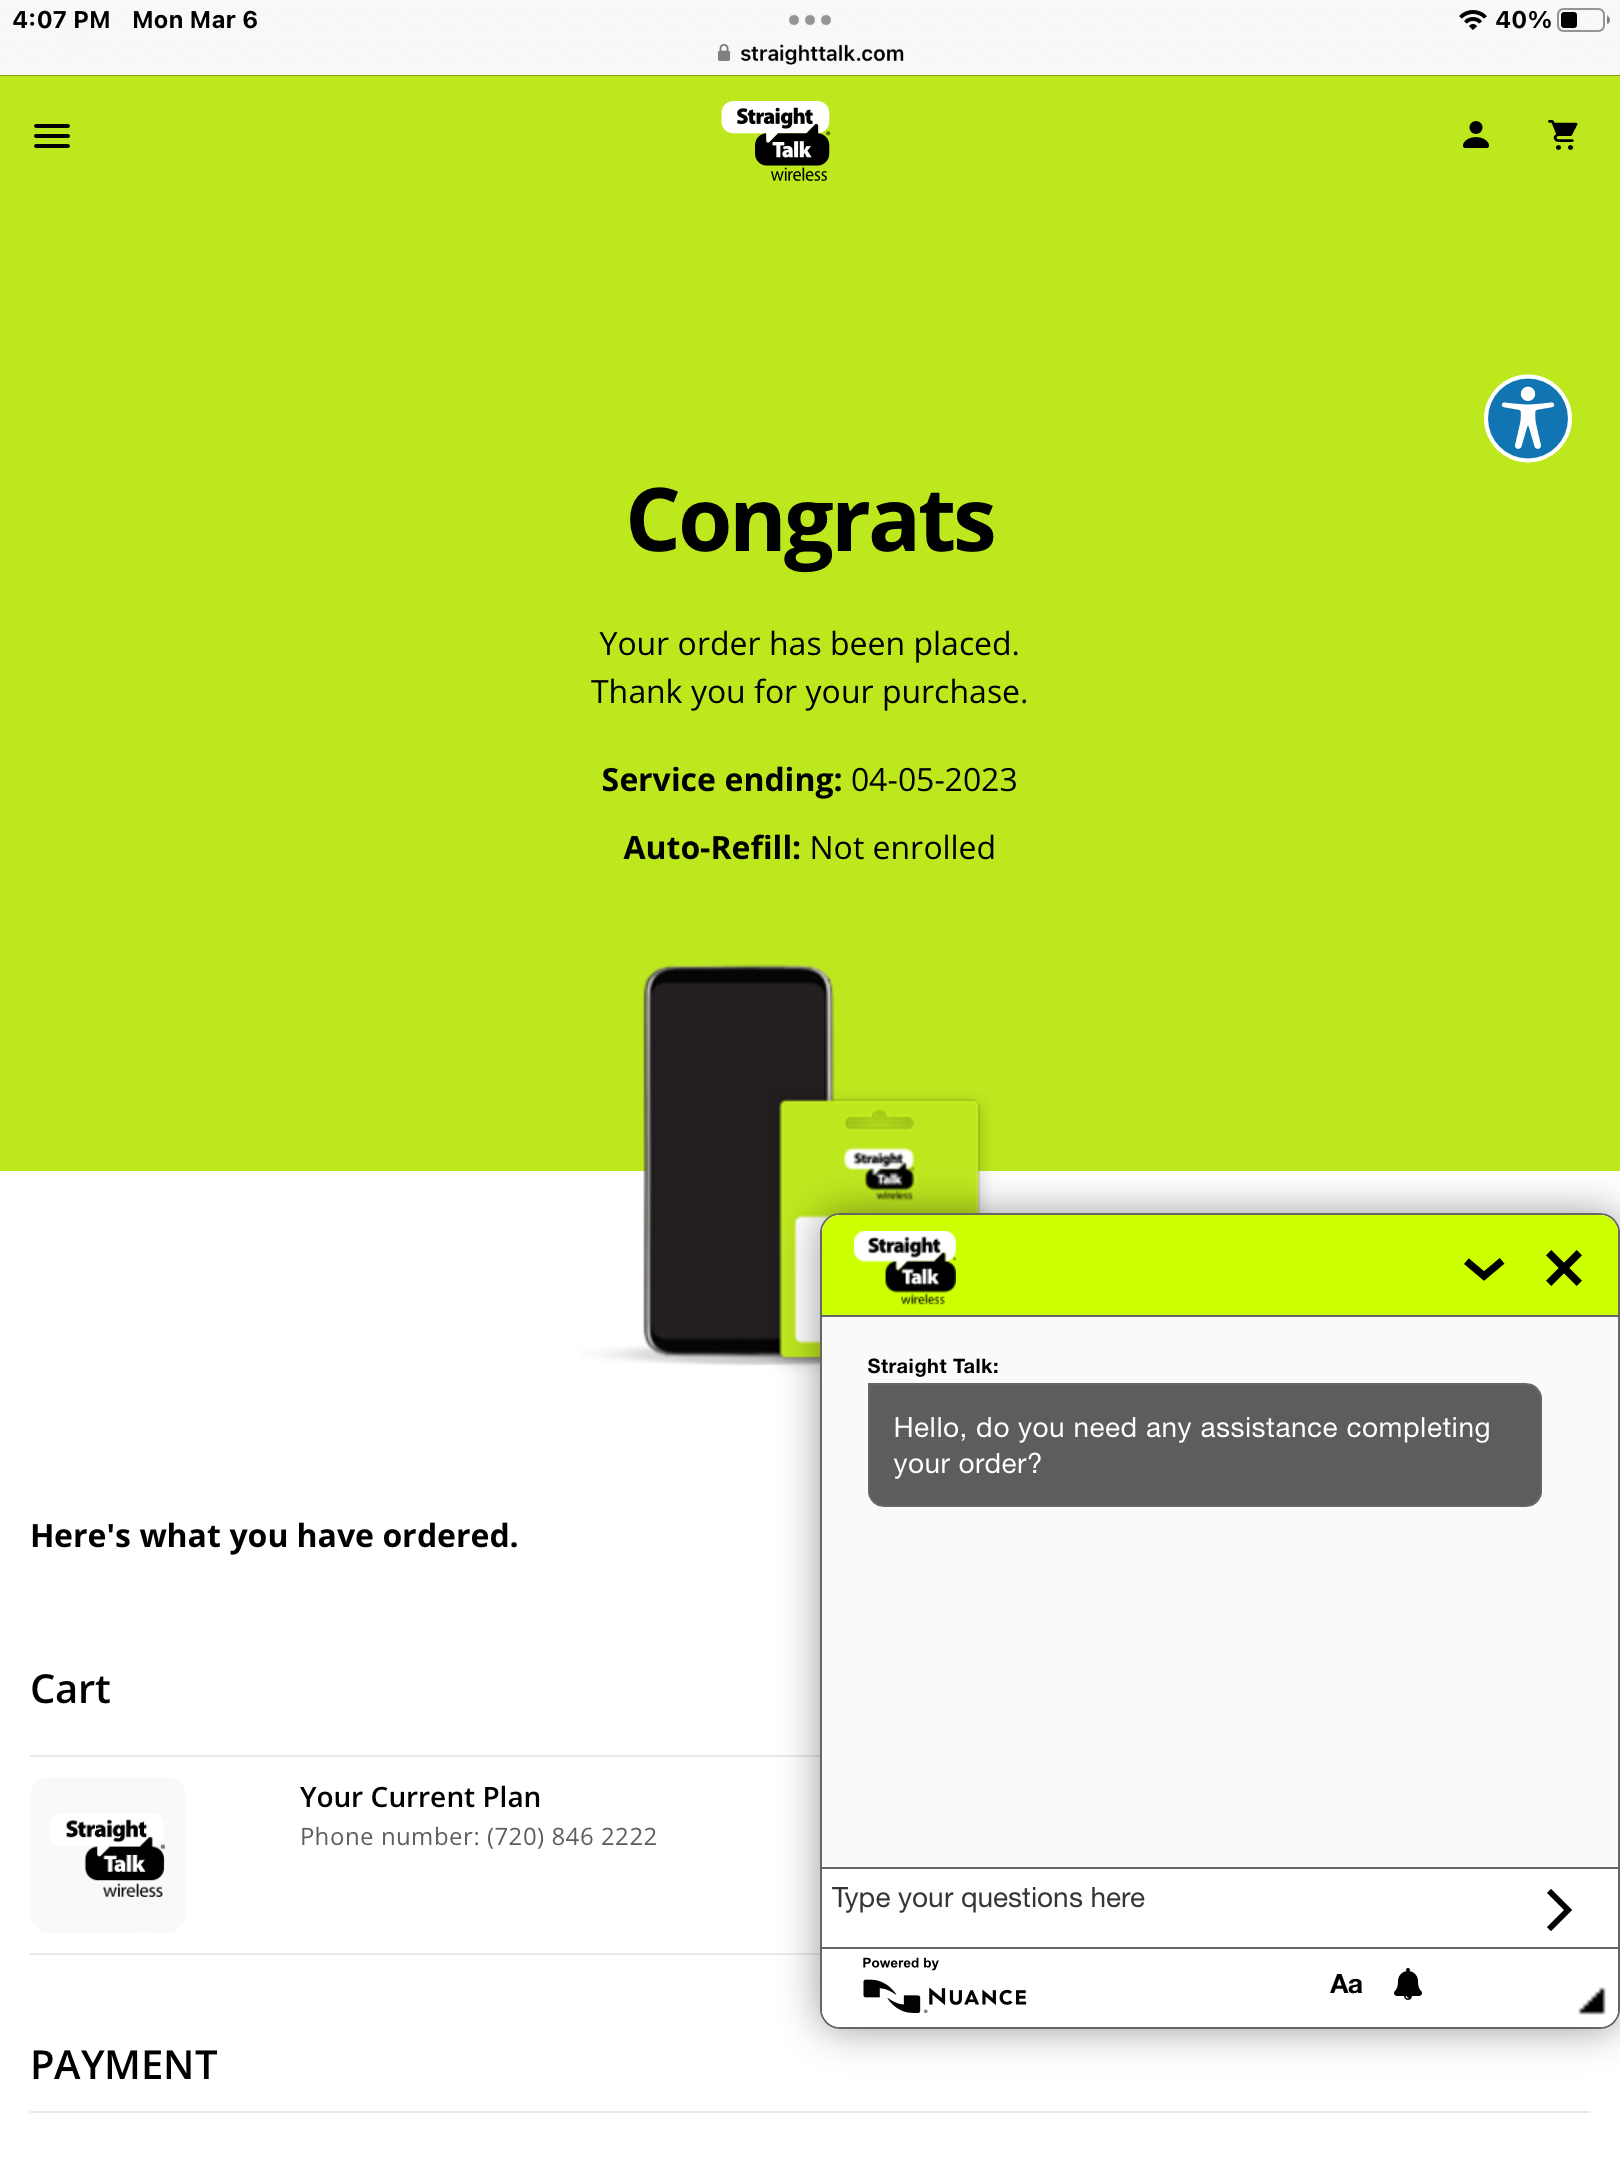 4:07 PM Mon Mar 6
40%
straighttalk.com
Straight
Talk
wireless
Congrats
Your order has been placed.
Thank you for your purchase.
Service ending: 04-05-2023
Auto-Refill: Not enrolled
Straight
Talk
wireless
Straight
Talk
wireless
Straight Talk:
Hello, do you need any assistance completing
your order?
Here's what you have ordered.
Cart
Straight
Talk
wireless
Your Current Plan
Phone number: (720) 846 2222
Type your questions here
Powered by
NUANCE
Aa
PAYMENT